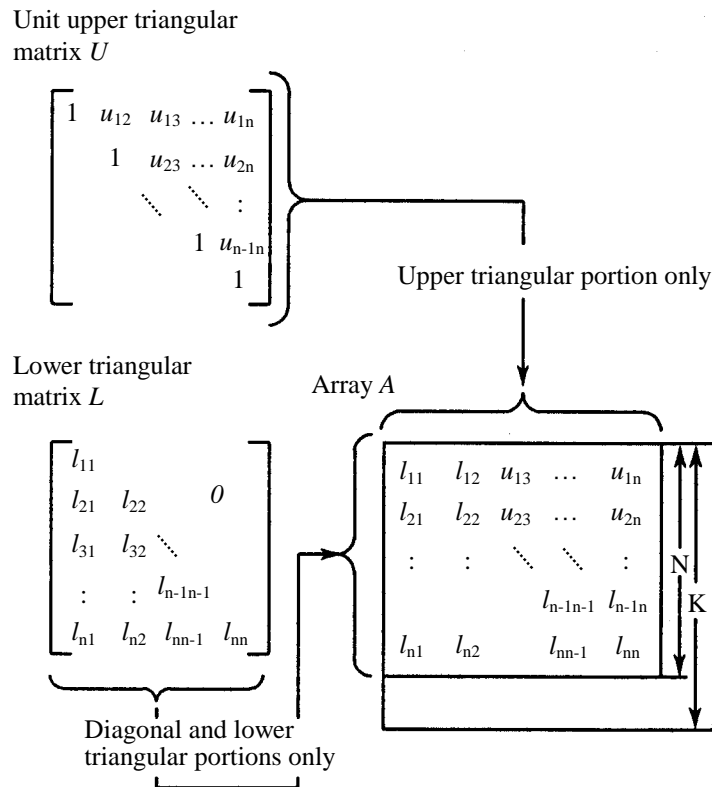 Unit upper triangular
matrix U
1 u12 u13 … u1n
1 u23 … u2n
:
1 un-1n
1
Upper triangular portion only
Lower triangular
matrix L
Array A
l11
l21 l22 0
l31 l32
: : ln-1n-1
ln1 ln2 lnn-1 lnn
l11 l12 u13 … u1n
l21 l22 u23 … u2n
: : :
ln-1n-1 ln-1n
ln1 ln2 lnn-1 lnn
N
K
Diagonal and lower
triangular portions only